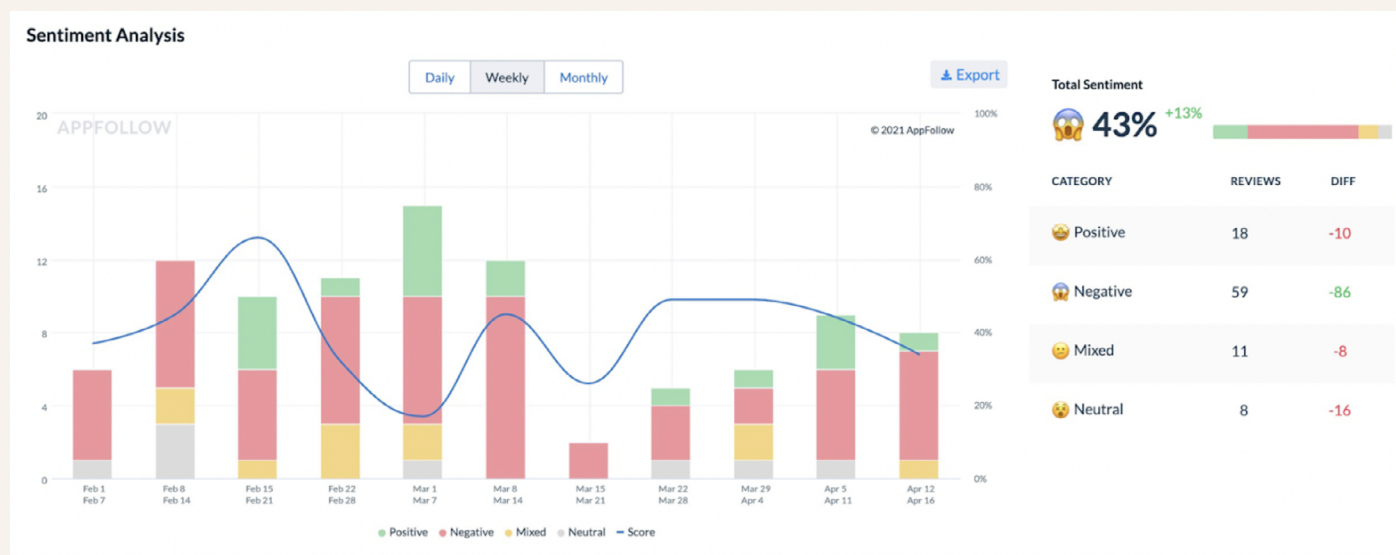 Sentiment Analysis
Daily Weekly Monthly
Export
APPFOLLOW
© 2021 AppFollow
20
16
12
8
4
0
100%
80%
60%
40%
20%
0%
Feb 1 Feb 8 Feb 15 Feb 22 Mar 1 Mar 8 Mar 15 Mar 22 Mar 29 Apr 5 Apr 12
Feb 7 Feb 14 Feb 21 Feb 28 Mar 7 Mar 14 Mar 21 Mar 28 Apr 4 Apr 11 Apr 16
Positive Negative Mixed Neutral Score
Total Sentiment
43% +13%
CATEGORY REVIEWS DIFF
Positive 18 -10
Negative 59 -86
Mixed 11 -8
Neutral 8 -16